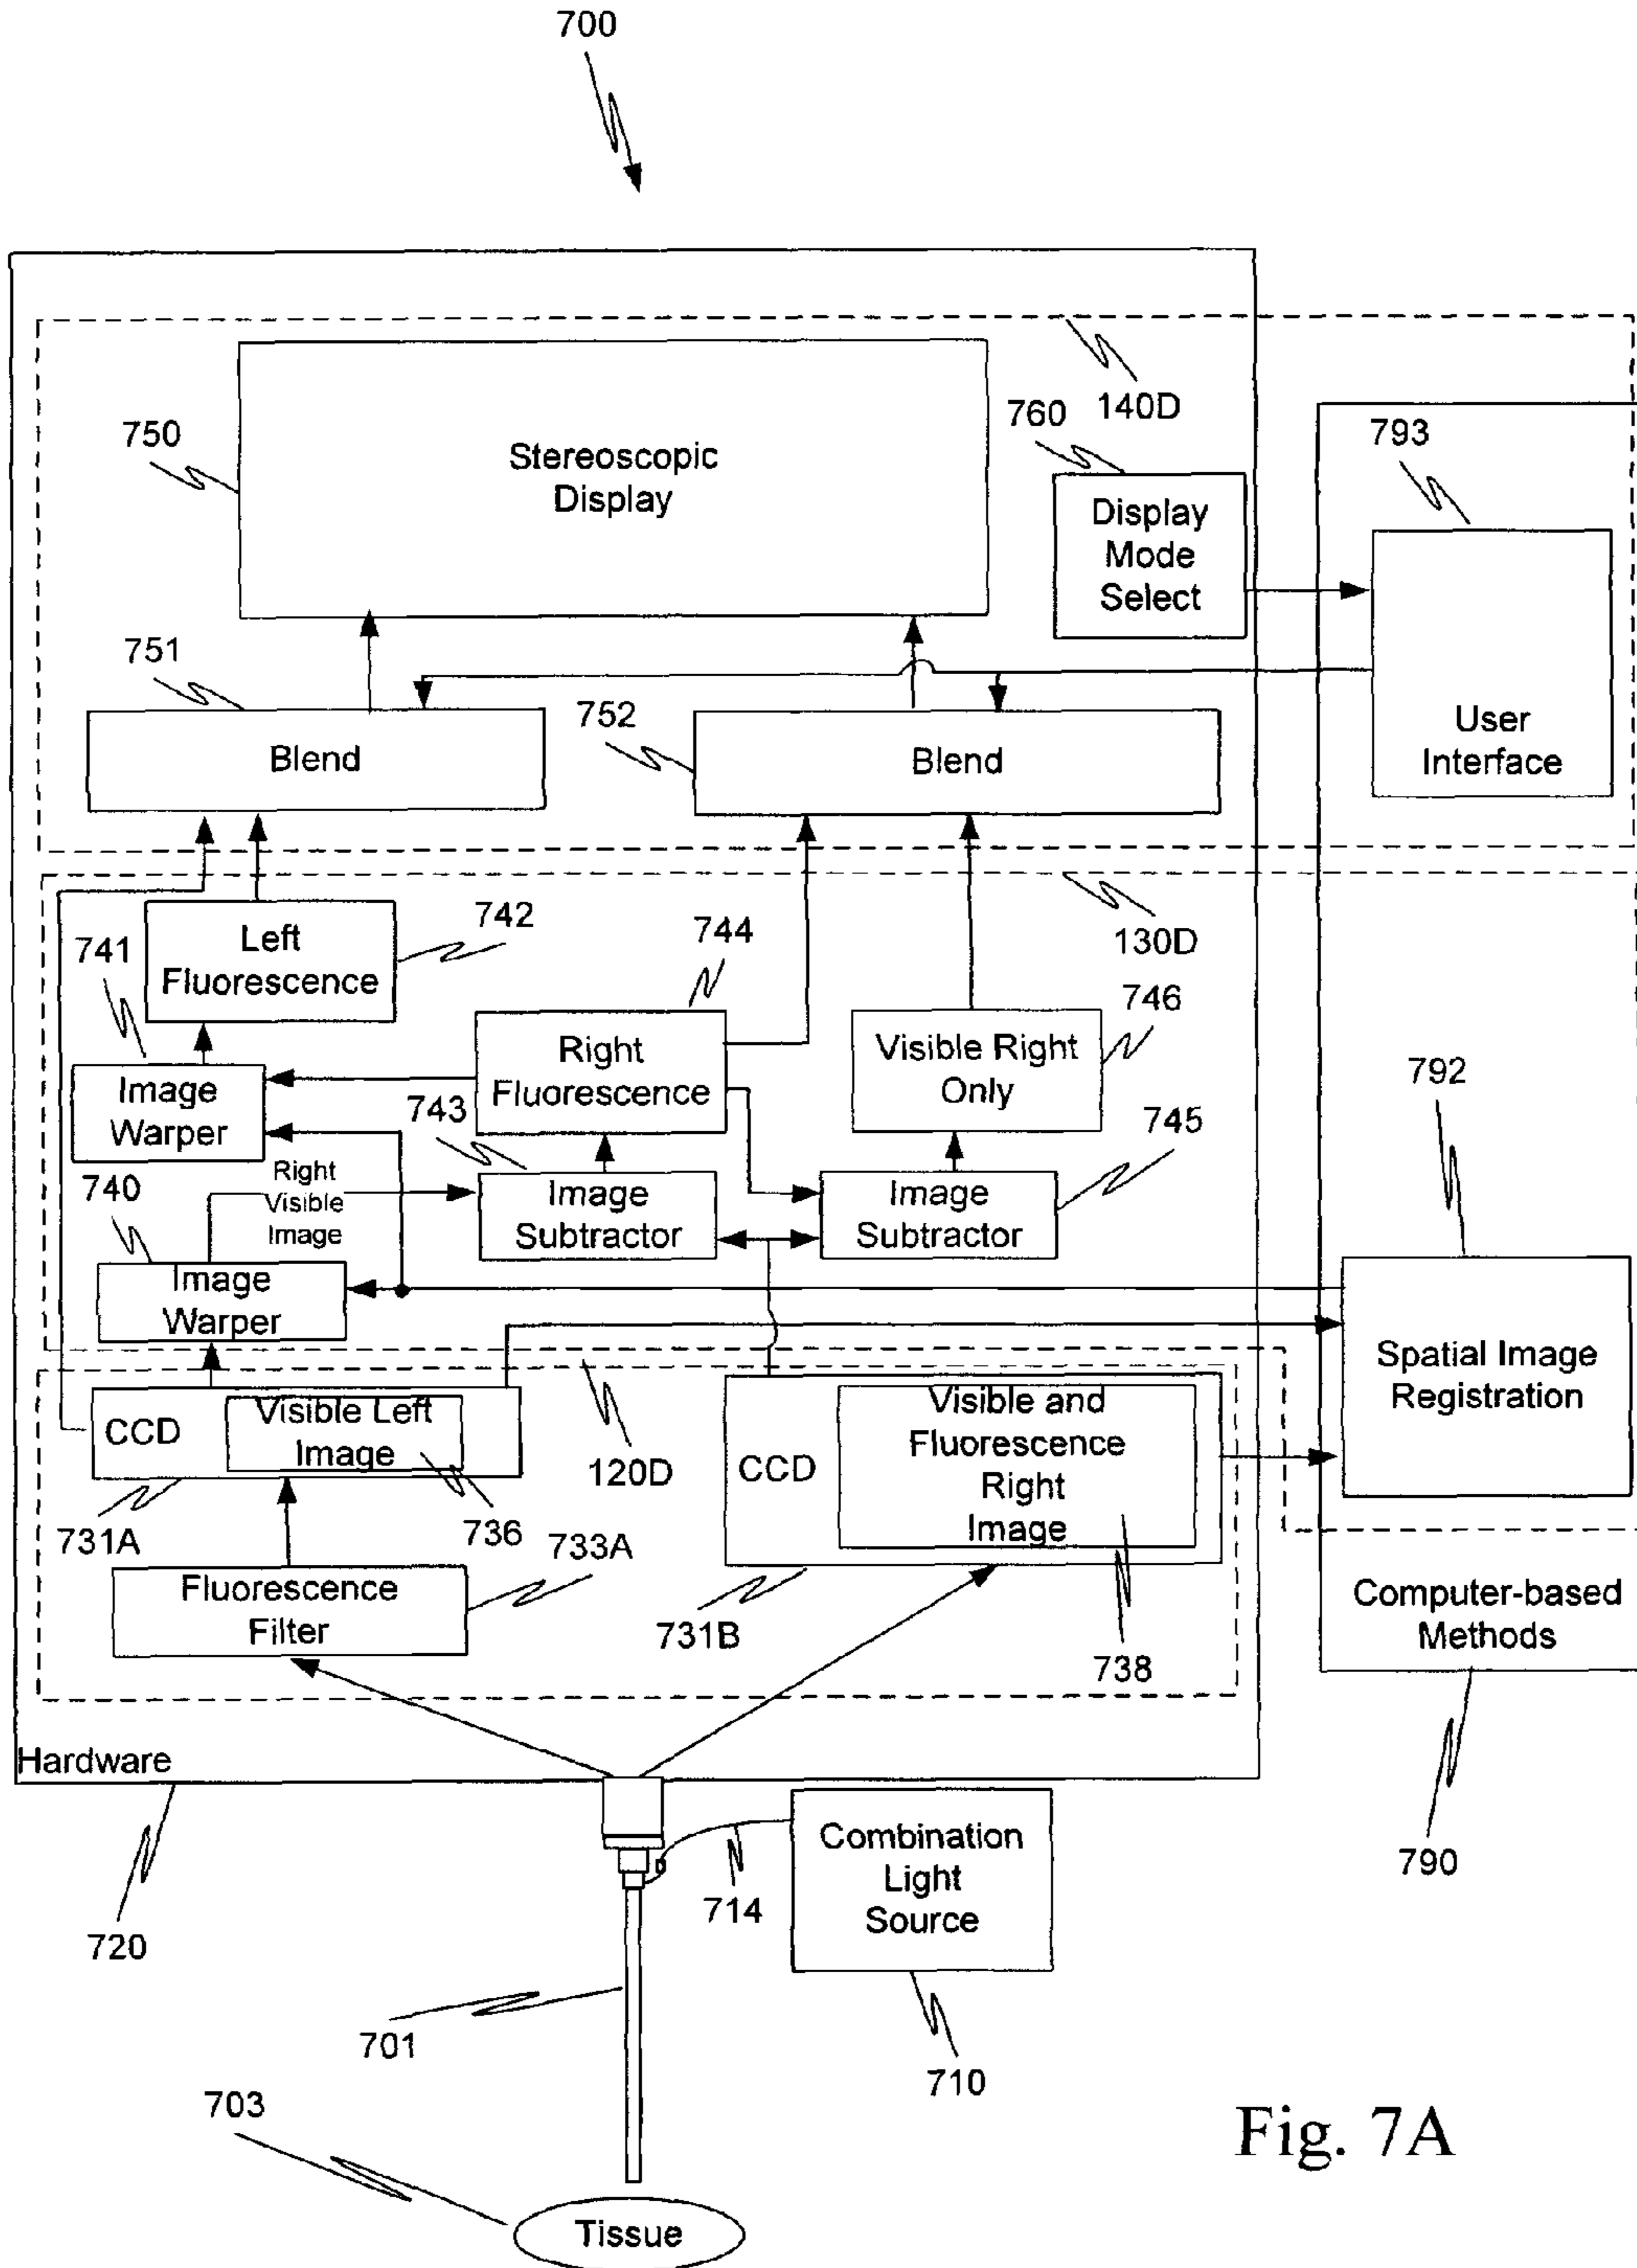 700
140D
750
Stereoscopic
Display
760
Display
Mode
Select
793
User
Interface
751
Blend
752
Blend
741
Left
Fluorescence
742
744
130D
746
Image
Warper
Right
Fluorescence
Visible Right
Only
792
743
745
740
Right
Visible
Image
Image
Subtractor
Image
Subtractor
Image
Warper
Spatial Image
Registration
CCD
Visible Left
Image
120D
CCD
Visible and
Fluorescence
Right
Image
731A
736
733A
Fluorescence
Filter
731B
738
Computer-based
Methods
Hardware
720
714
Combination
Light
Source
790
701
710
703
Tissue
Fig. 7A